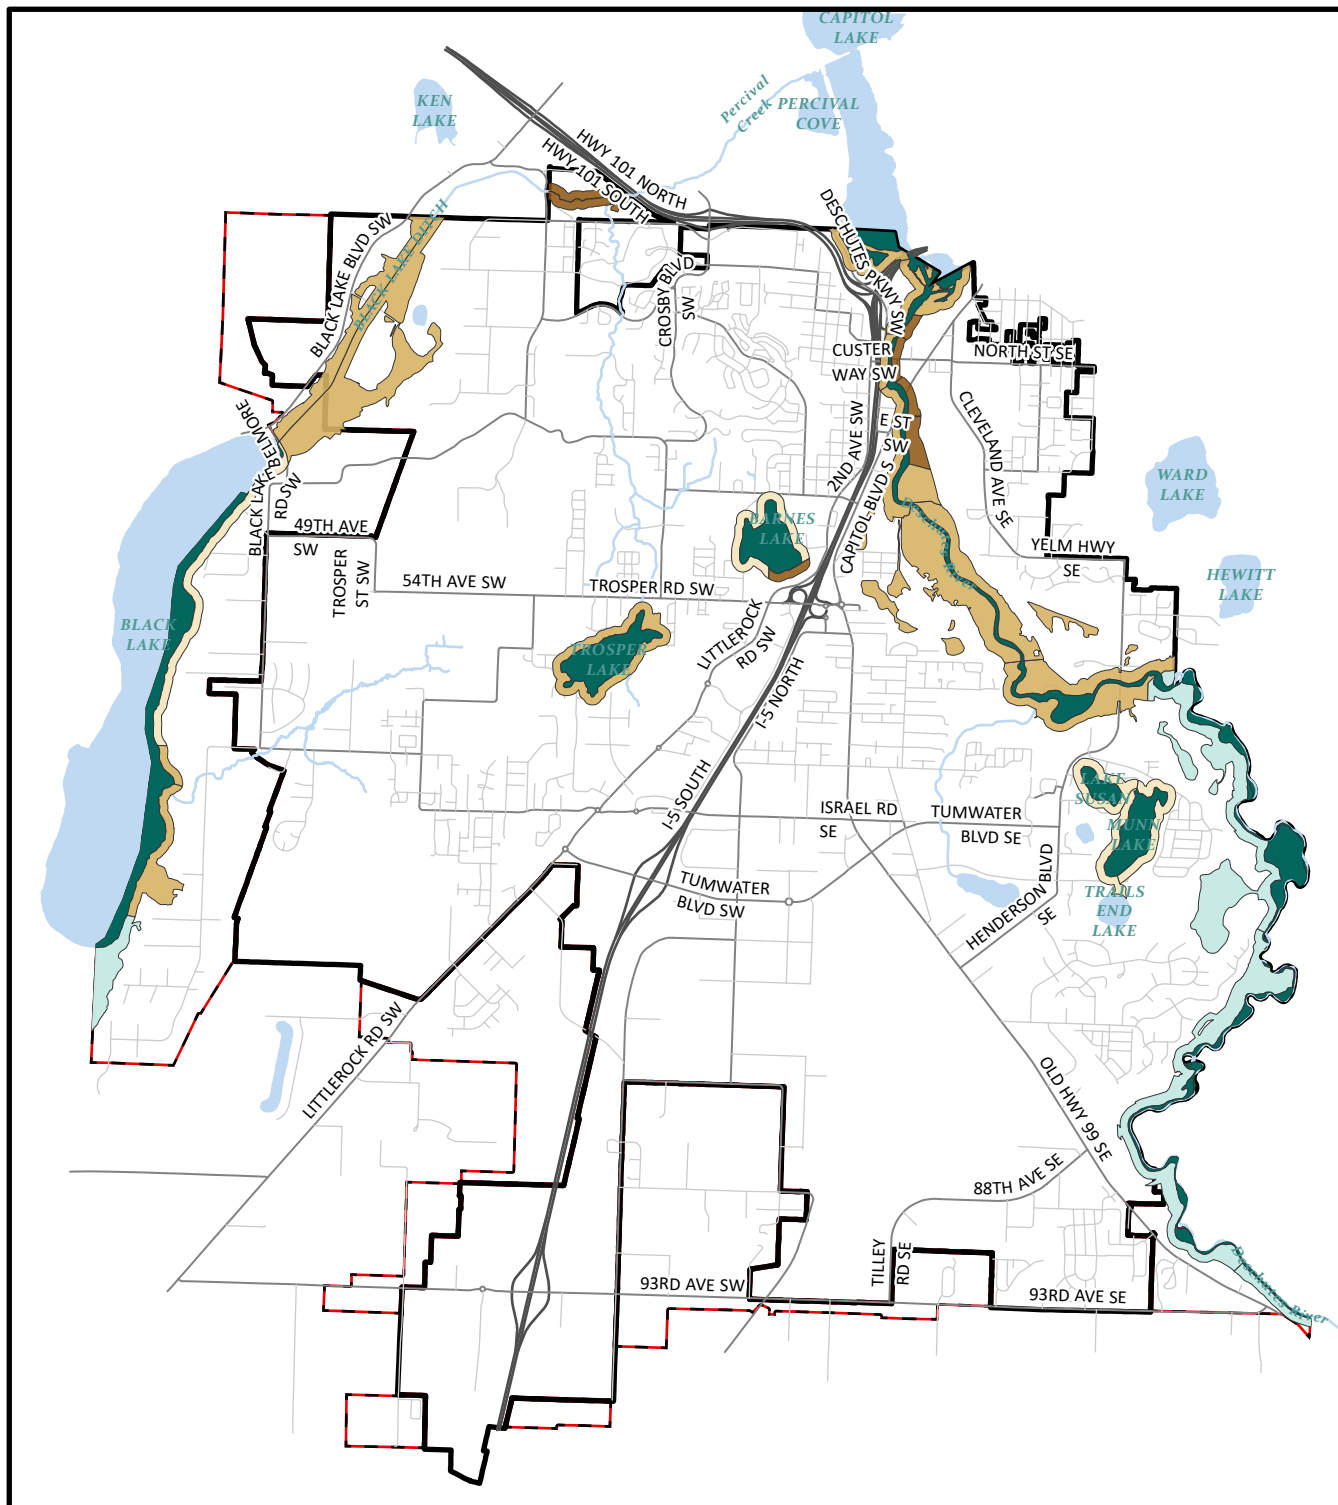 CAPITOL
LAKE
KEN
LAKE
Percival
Creek
PERCIVAL
COVE
HWY 101 NORTH
HWY 101 SOUTH
DESCHUTES PKWY SW
BLACK LAKE BLVD SW
BLACK LAKE DITCH
CROSBY BLVD
SW
CUSTER
WAY SW
NORTH ST SE
E ST
SW
2ND AVE SW
CLEVELAND AVE SE
CAPITOL BLVD S
BLACK LAKE BELMORE
RD SW
WARD
LAKE
49TH AVE
SW
BARNES
LAKE
Deschutes River
YELM HWY
SE
HEWITT
LAKE
TROSPER
ST SW
54TH AVE SW
TROSPER RD SW
LITTLEROCK
RD SW
BLACK
LAKE
TROSPER
LAKE
I-5 NORTH
I-5 SOUTH
LAKE
SUSAN
MUNN
LAKE
ISRAEL RD
SE
TUMWATER
BLVD SE
TUMWATER
BLVD SW
HENDERSON BLVD
SE
TRAILS
END
LAKE
LITTLEROCK RD SW
OLD HWY 99 SE
88TH AVE SE
TILLEY
RD SE
93RD AVE SW
93RD AVE SE
Deschutes River